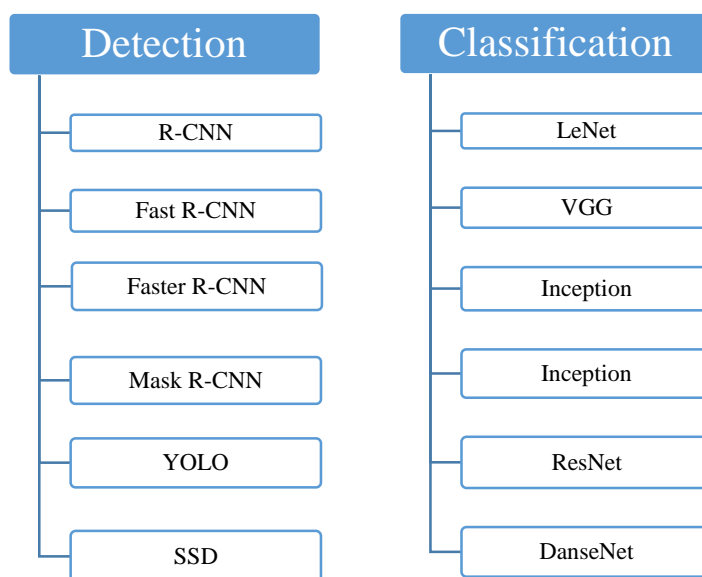 Detection
R-CNN
Fast R-CNN
Faster R-CNN
Mask R-CNN
YOLO
SSD
Classification
LeNet
VGG
Inception
Inception
ResNet
DanseNet